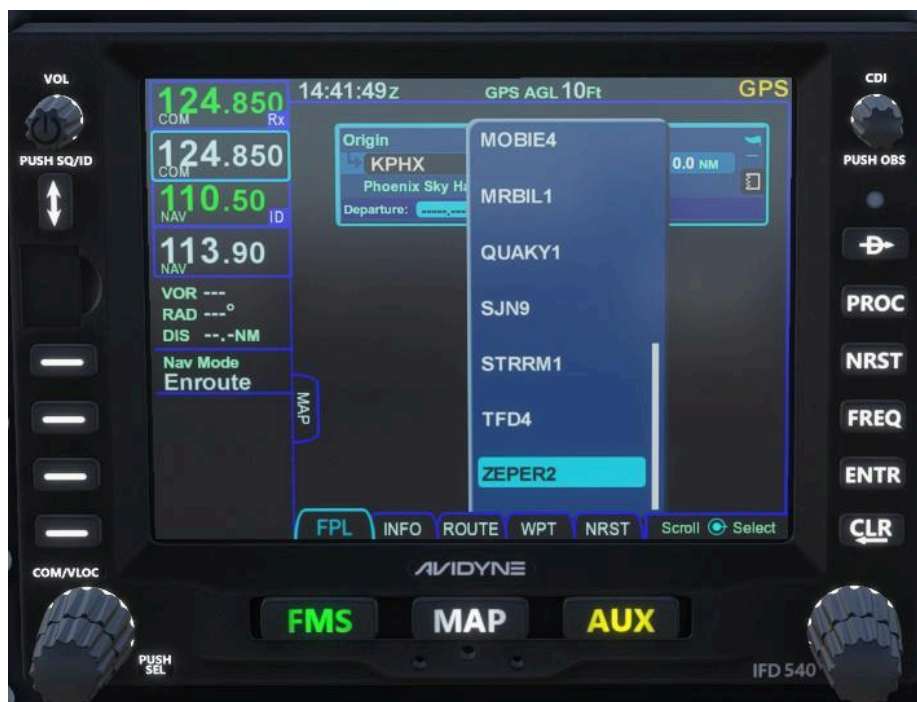 VOL
PUSH SQ/ID
124.850
COM Rx
124.850
COM
110.50
NAV ID
113.90
NAV
VOR ---
RAD ---°
DIS --.-NM
Nav Mode
Enroute
14:41:49Z GPS AGL 10Ft GPS
MAP
Origin
KPHX
Phoenix Sky Ha
Departure: -----.---
0.0 NM
MOBIE4
MRBIL1
QUAKY1
SJN9
STRRM1
TFD4
ZEPER2
FPL INFO ROUTE WPT NRST Scroll Select
CDI
PUSH OBS
D
PROC
NRST
FREQ
ENTR
CLR
COM/VLOC
PUSH
SEL
AVIDYNE
FMS MAP AUX
IFD 540